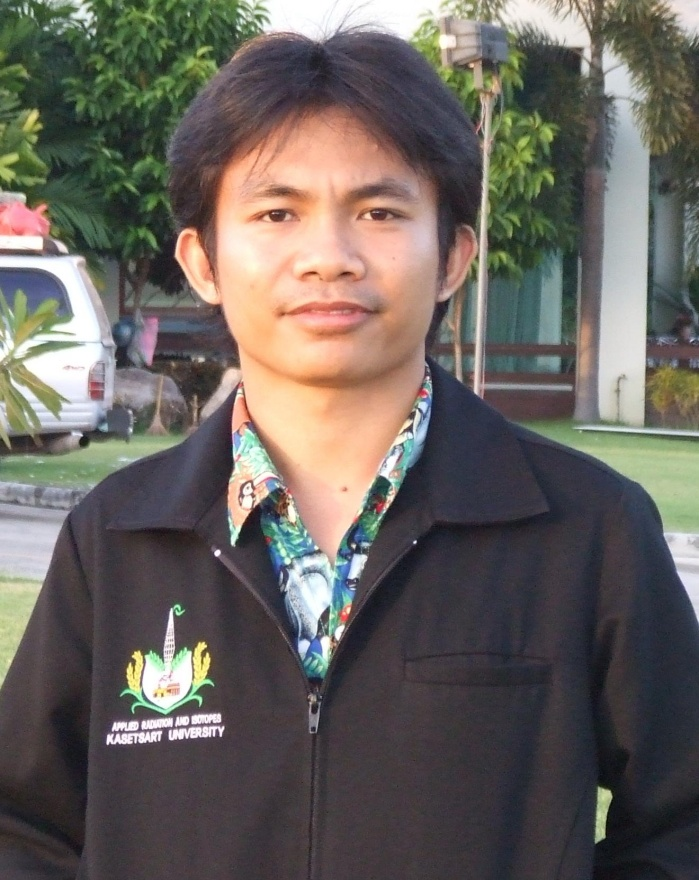 APPLIED RADIATION AND ISOTOPES
KASETSART UNIVERSITY